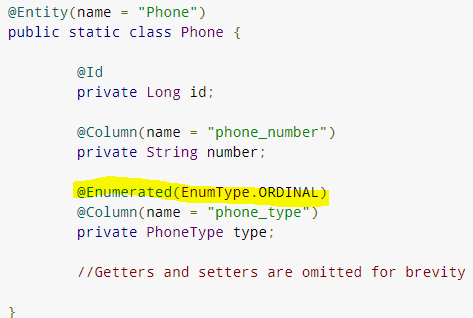 @Entity(name = "Phone")
public static class Phone {
@Id
private Long id;
@Column(name = "phone_number")
private String number;
@Enumerated(EnumType.ORDINAL)
@Column(name = "phone_type")
private PhoneType type;
//Getters and setters are omitted for brevity
}